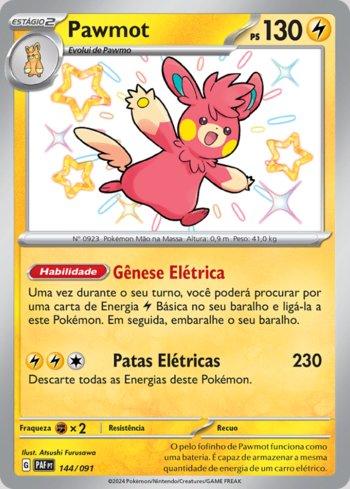 ESTÁGIO 2 Pawmot PS 130
Evolui de Pawmo
Nº 0923 Pokémon Mão na Massa Altura: 0,9 m Peso: 41,0 kg
Habilidade Gênese Elétrica
Uma vez durante o seu turno, você poderá procurar por
uma carta de Energia Básica no seu baralho e ligá-la a
este Pokémon. Em seguida, embaralhe o seu baralho.
Patas Elétricas 230
Descarte todas as Energias deste Pokémon.
Fraqueza × 2 Resistência Recuo
Ilust. Atsushi Furusawa
G PAF PT 144/091
O pelo fofinho de Pawmot funciona como
uma bateria. É capaz de armazenar a mesma
quantidade de energia de um carro elétrico.
©2024 Pokémon/Nintendo/Creatures/GAME FREAK